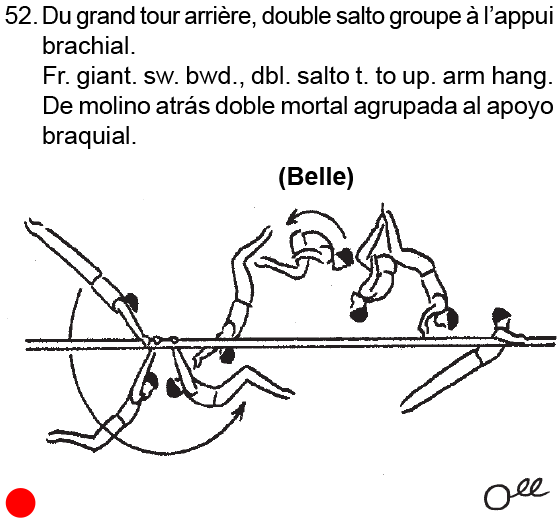 52. Du grand tour arrière, double salto groupe à l’appui
brachial.
Fr. giant. sw. bwd., dbl. salto t. to up. arm hang.
De molino atrás doble mortal agrupada al apoyo
braquial.
(Belle)